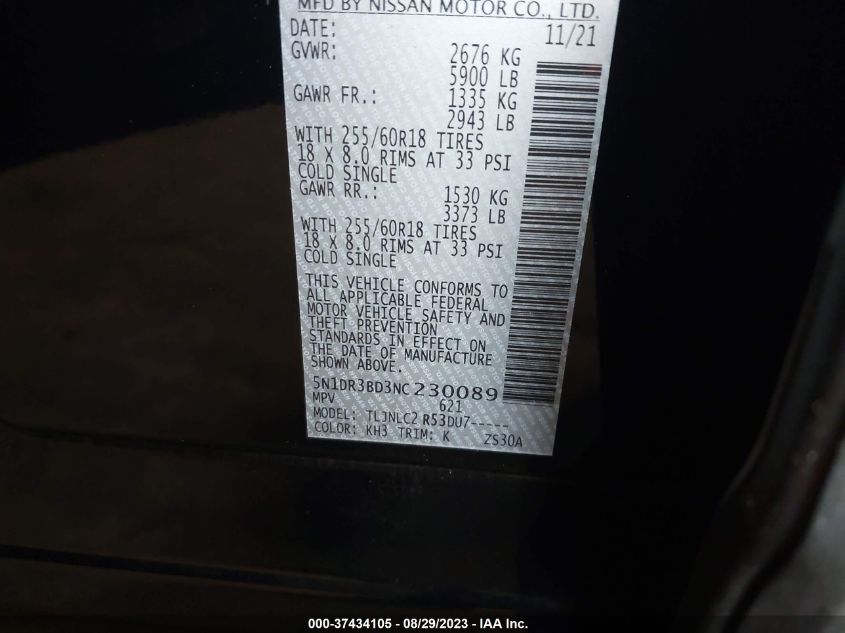 MFD BY NISSAN MOTOR CO., LTD.
DATE: 11/21
GVWR: 2676 KG
5900 LB
GAWR FR.: 1335 KG
2943 LB
WITH 255/60R18 TIRES
18 X 8.0 RIMS AT 33 PSI
COLD SINGLE
GAWR RR.: 1530 KG
3373 LB
WITH 255/60R18 TIRES
18 X 8.0 RIMS AT 33 PSI
COLD SINGLE
THIS VEHICLE CONFORMS TO
ALL APPLICABLE FEDERAL
MOTOR VEHICLE SAFETY AND
THEFT PREVENTION
STANDARDS IN EFFECT ON
THE DATE OF MANUFACTURE
SHOWN ABOVE.
5N1DR3BD3NC230089
MPV 621
MODEL: TLJNLC2 R53DU7-----
COLOR: KH3 TRIM: K ZS30A
000-37434105 - 08/29/2023 - IAA Inc.